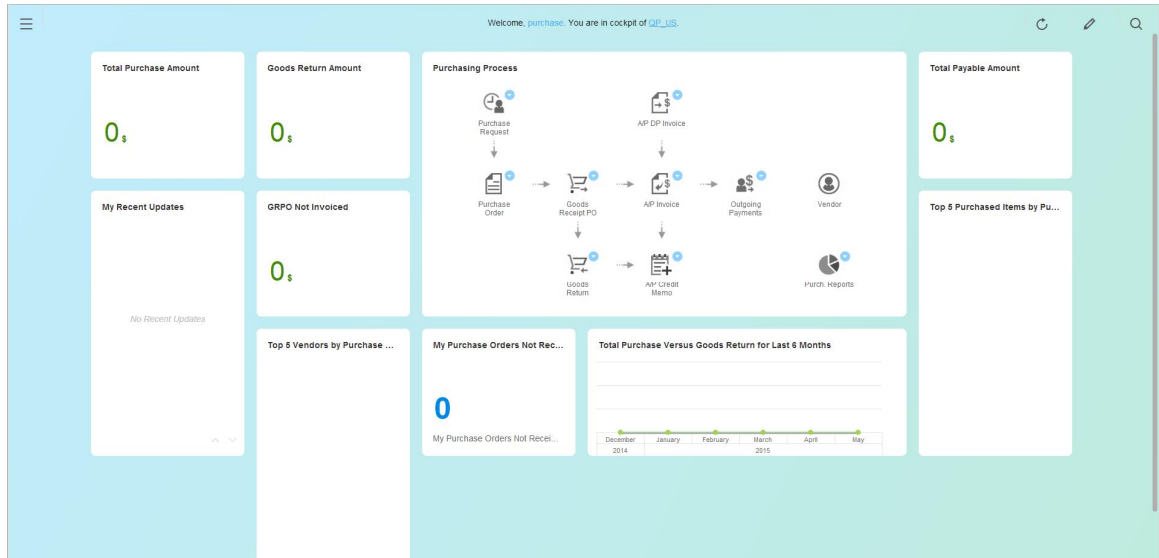 Welcome, purchase. You are in cockpit of QP_US.
Total Purchase Amount
0 $
Goods Return Amount
0 $
Purchasing Process
Purchase
Request
A/P DP Invoice
Purchase
Order
Goods
Receipt PO
A/P Invoice
Outgoing
Payments
Vendor
Goods
Return
A/P Credit
Memo
Purch. Reports
Total Payable Amount
0 $
My Recent Updates
No Recent Updates
GRPO Not Invoiced
0 $
Top 5 Purchased Items by Pu...
Top 5 Vendors by Purchase ...
My Purchase Orders Not Rec...
0
My Purchase Orders Not Recei...
Total Purchase Versus Goods Return for Last 6 Months
December January February March April May
2014 2015